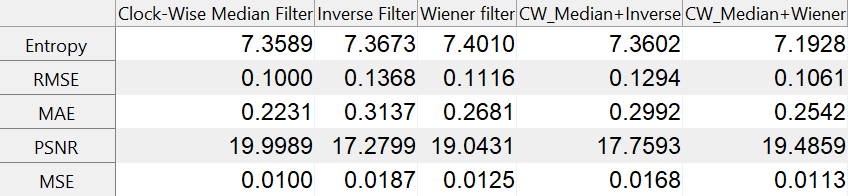 Clock-Wise Median Filter Inverse Filter Wiener filter CW_Median+Inverse CW_Median+Wiener
Entropy 7.3589 7.3673 7.4010 7.3602 7.1928
RMSE 0.1000 0.1368 0.1116 0.1294 0.1061
MAE 0.2231 0.3137 0.2681 0.2992 0.2542
PSNR 19.9989 17.2799 19.0431 17.7593 19.4859
MSE 0.0100 0.0187 0.0125 0.0168 0.0113